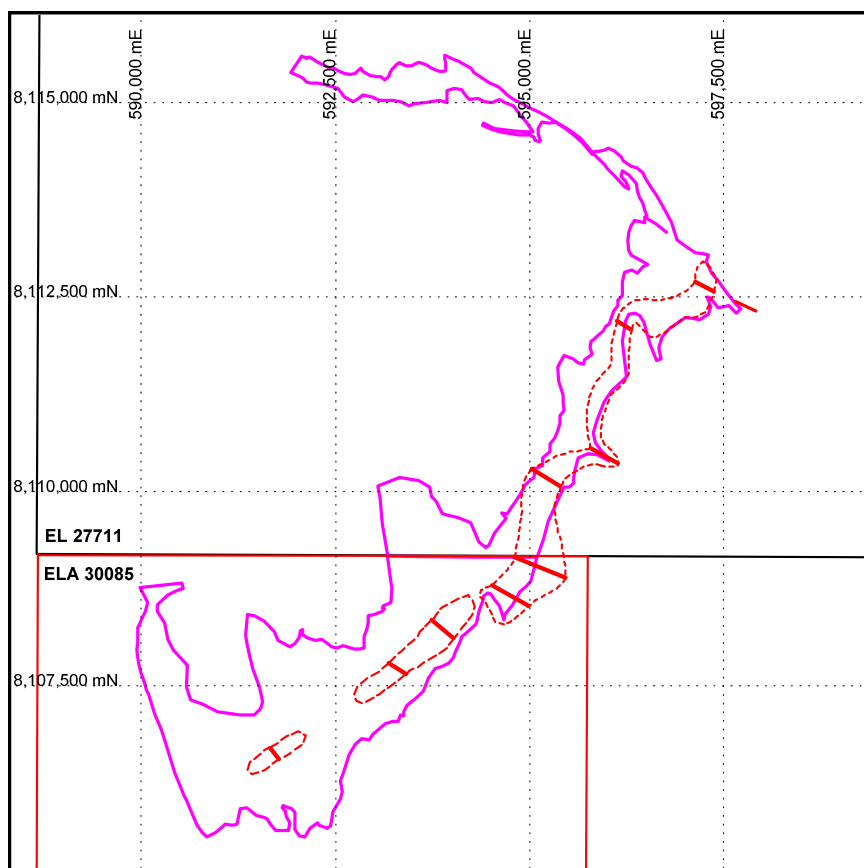 590,000 mE
592,500 mE
595,000 mE
597,500 mE
8,115,000 mN
8,112,500 mN
8,110,000 mN
EL 27711
ELA 30085
8,107,500 mN